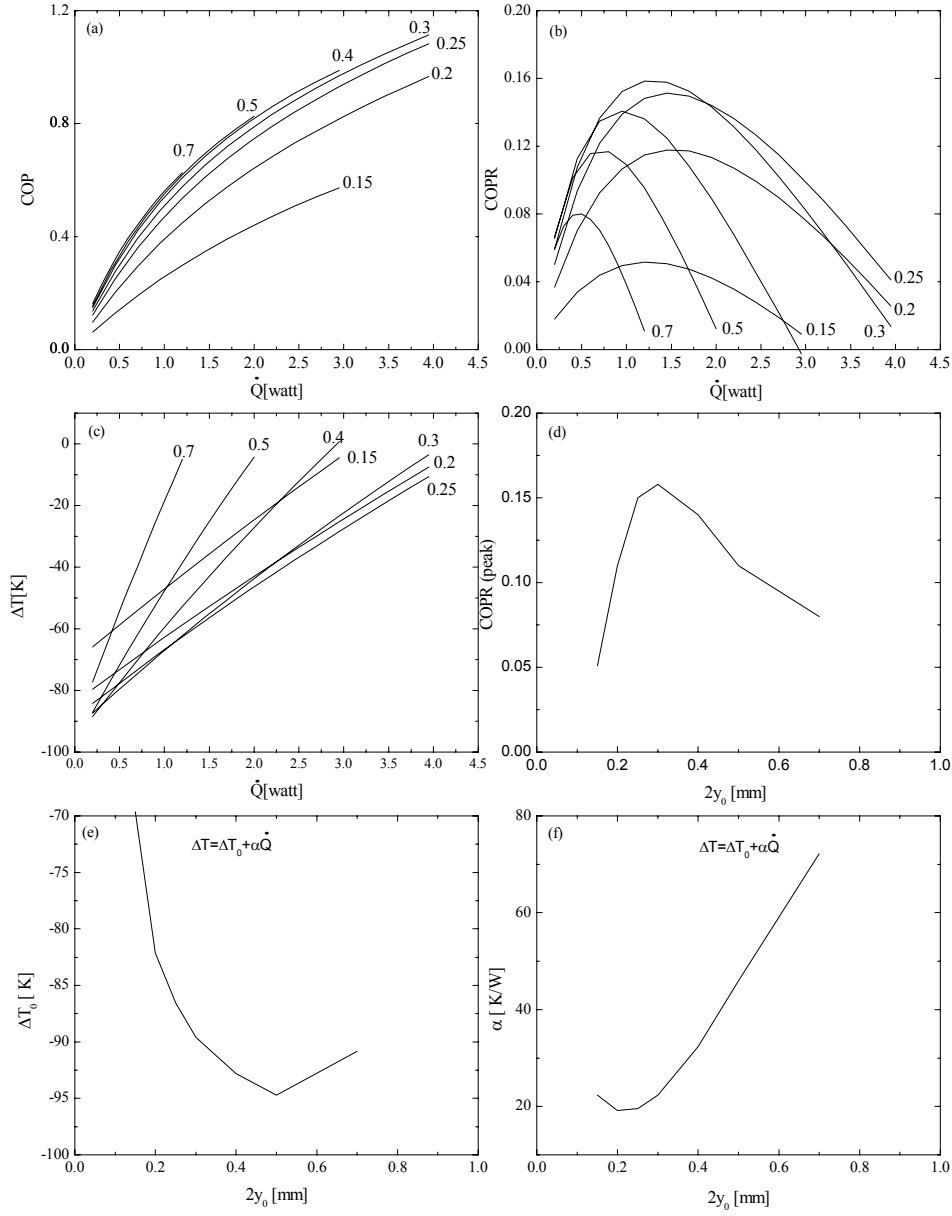 (a)
COP
1.2
0.8
0.4
0.0
0.3
0.4
0.25
0.5
0.2
0.7
0.15
0.0 0.5 1.0 1.5 2.0 2.5 3.0 3.5 4.0 4.5
Q̇[watt]
(b)
COPR
0.20
0.16
0.12
0.08
0.04
0.00
0.25
0.2
0.7
0.5
0.15
0.3
0.0 0.5 1.0 1.5 2.0 2.5 3.0 3.5 4.0 4.5
Q̇[watt]
(c)
ΔT[K]
0
-20
-40
-60
-80
-100
0.7
0.5
0.4
0.3
0.15
0.2
0.25
0.0 0.5 1.0 1.5 2.0 2.5 3.0 3.5 4.0 4.5
Q̇[watt]
(d)
COPR (peak)
0.20
0.15
0.10
0.05
0.00
0.0 0.2 0.4 0.6 0.8 1.0
2y₀ [mm]
(e)
ΔT=ΔT₀+αQ̇
ΔT₀ [ K]
-70
-75
-80
-85
-90
-95
-100
0.0 0.2 0.4 0.6 0.8 1.0
2y₀ [mm]
(f)
ΔT=ΔT₀+αQ̇
α [ K/W]
80
60
40
20
0
0.0 0.2 0.4 0.6 0.8 1.0
2y₀ [mm]